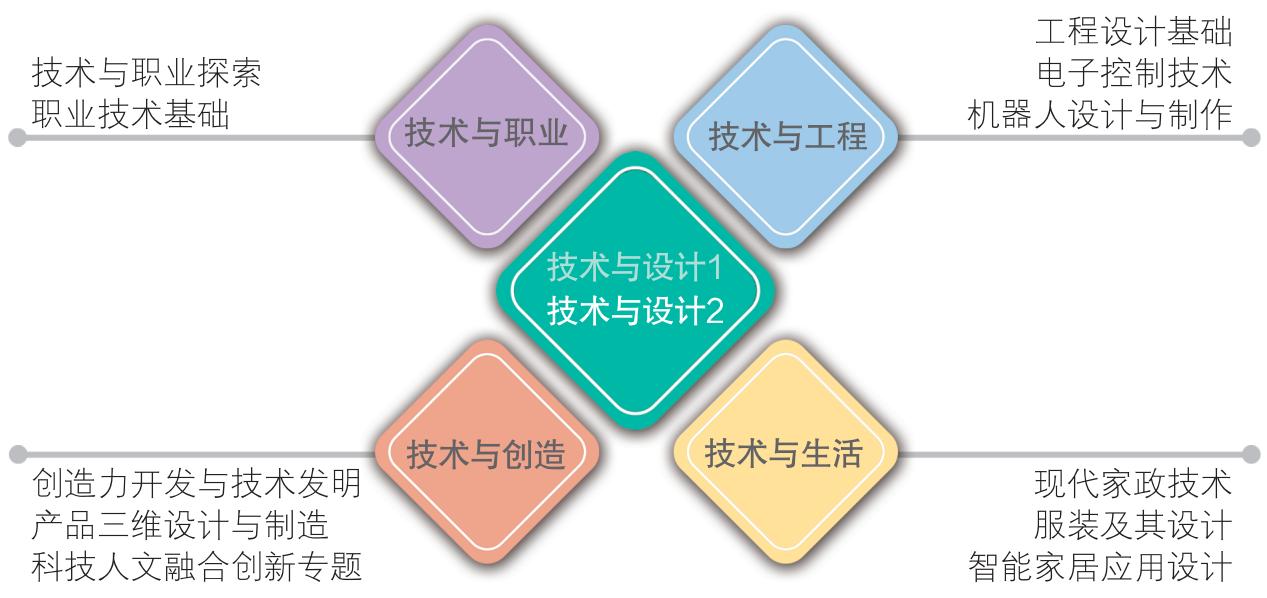 技术与职业探索
职业技术基础
技术与职业
工程设计基础
电子控制技术
机器人设计与制作
技术与工程
技术与设计1
技术与设计2
技术与创造
创造力开发与技术发明
产品三维设计与制造
科技人文融合创新专题
技术与生活
现代家政技术
服装及其设计
智能家居应用设计